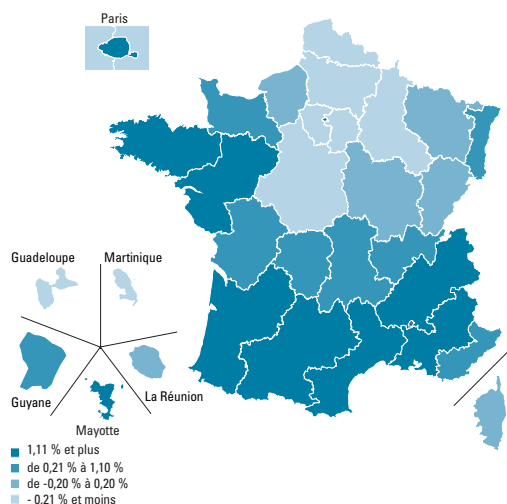 Paris
Guadeloupe
Martinique
Guyane
La Réunion
Mayotte
1,11 % et plus
de 0,21 % à 1,10 %
de -0,20 % à 0,20 %
- 0,21 % et moins